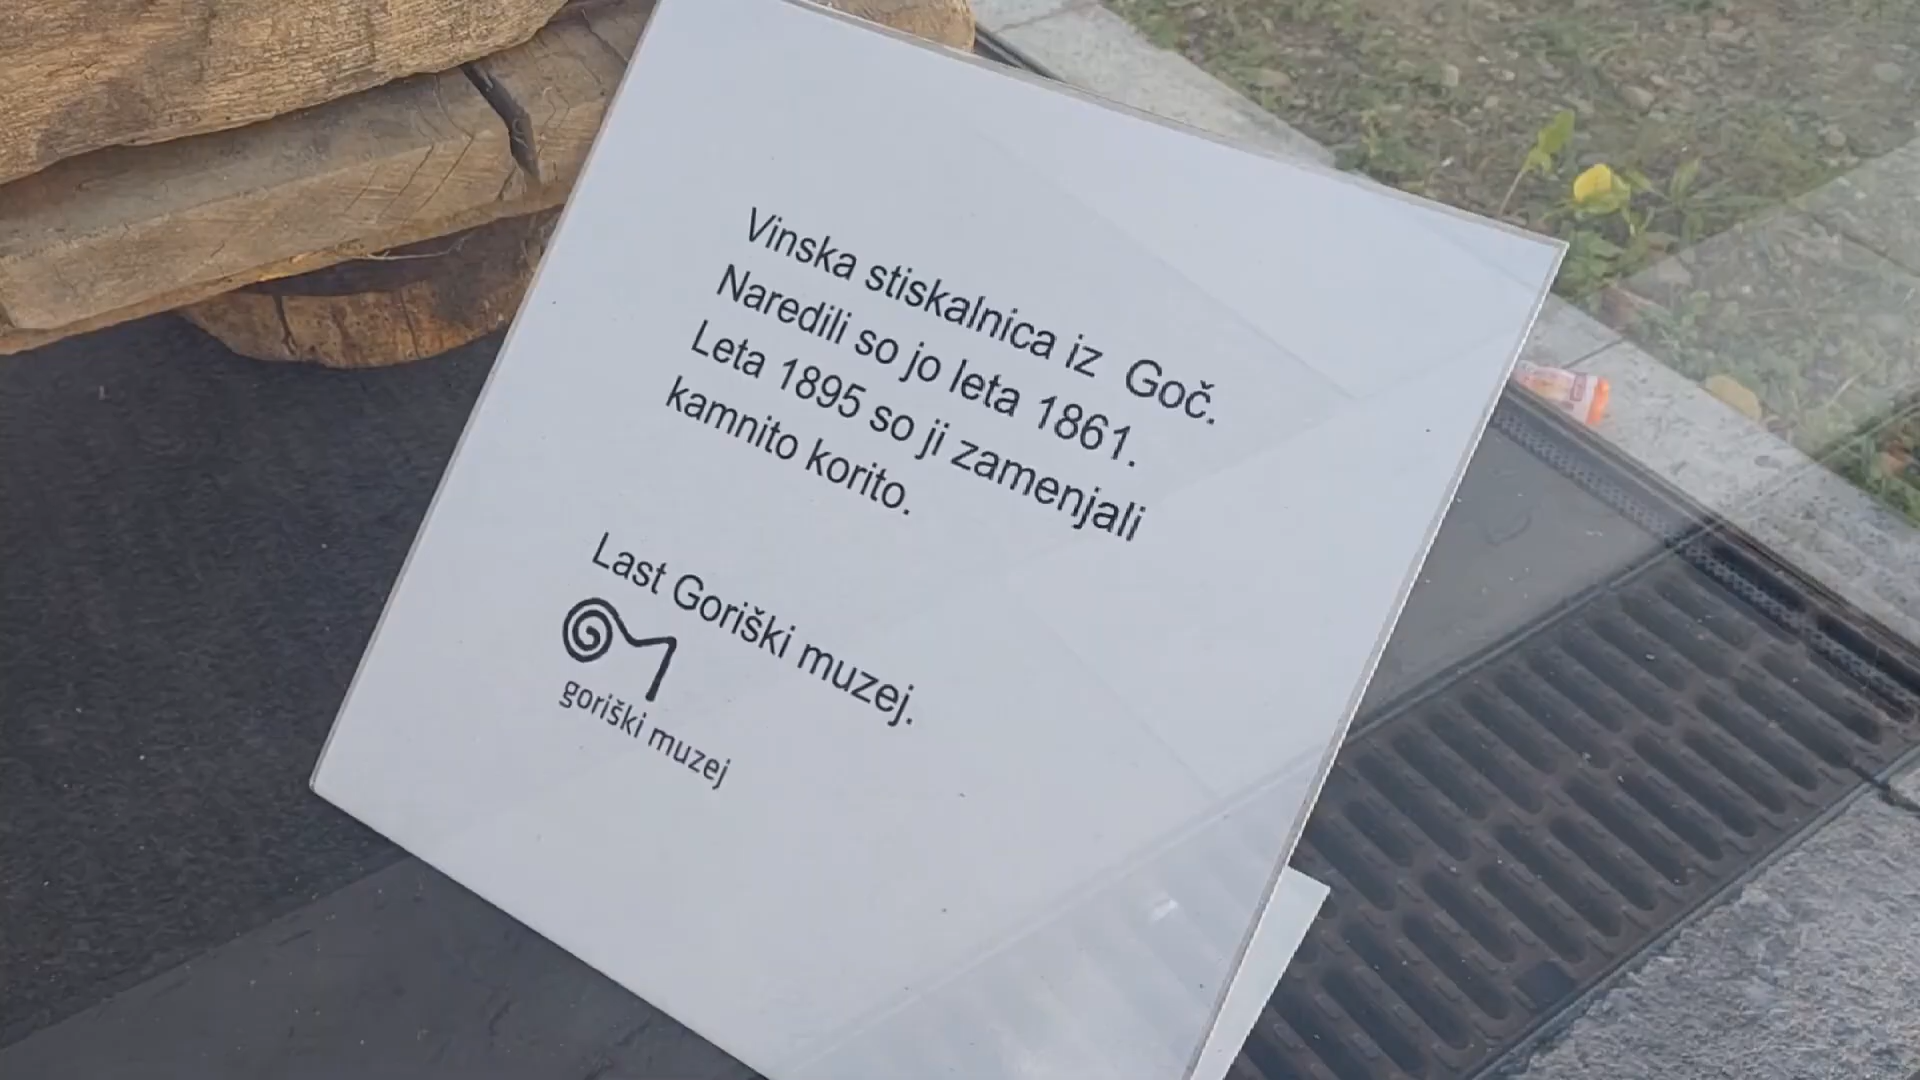 Vinska stiskalnica iz Goč.
Naredili so jo leta 1861.
Leta 1895 so ji zamenjali
kamnito korito.
Last Goriški muzej.
goriški muzej